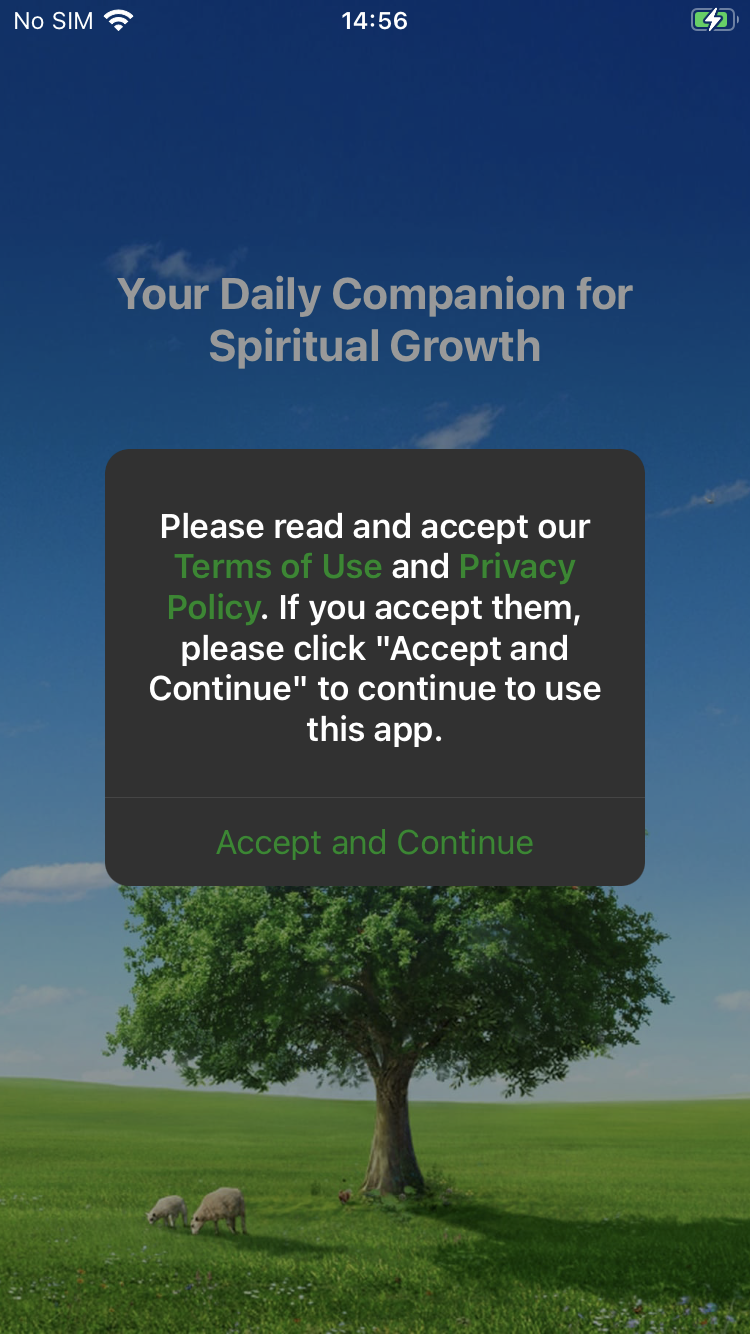 No SIM 14:56
Your Daily Companion for
Spiritual Growth
Please read and accept our
Terms of Use and Privacy
Policy. If you accept them,
please click "Accept and
Continue" to continue to use
this app.
Accept and Continue